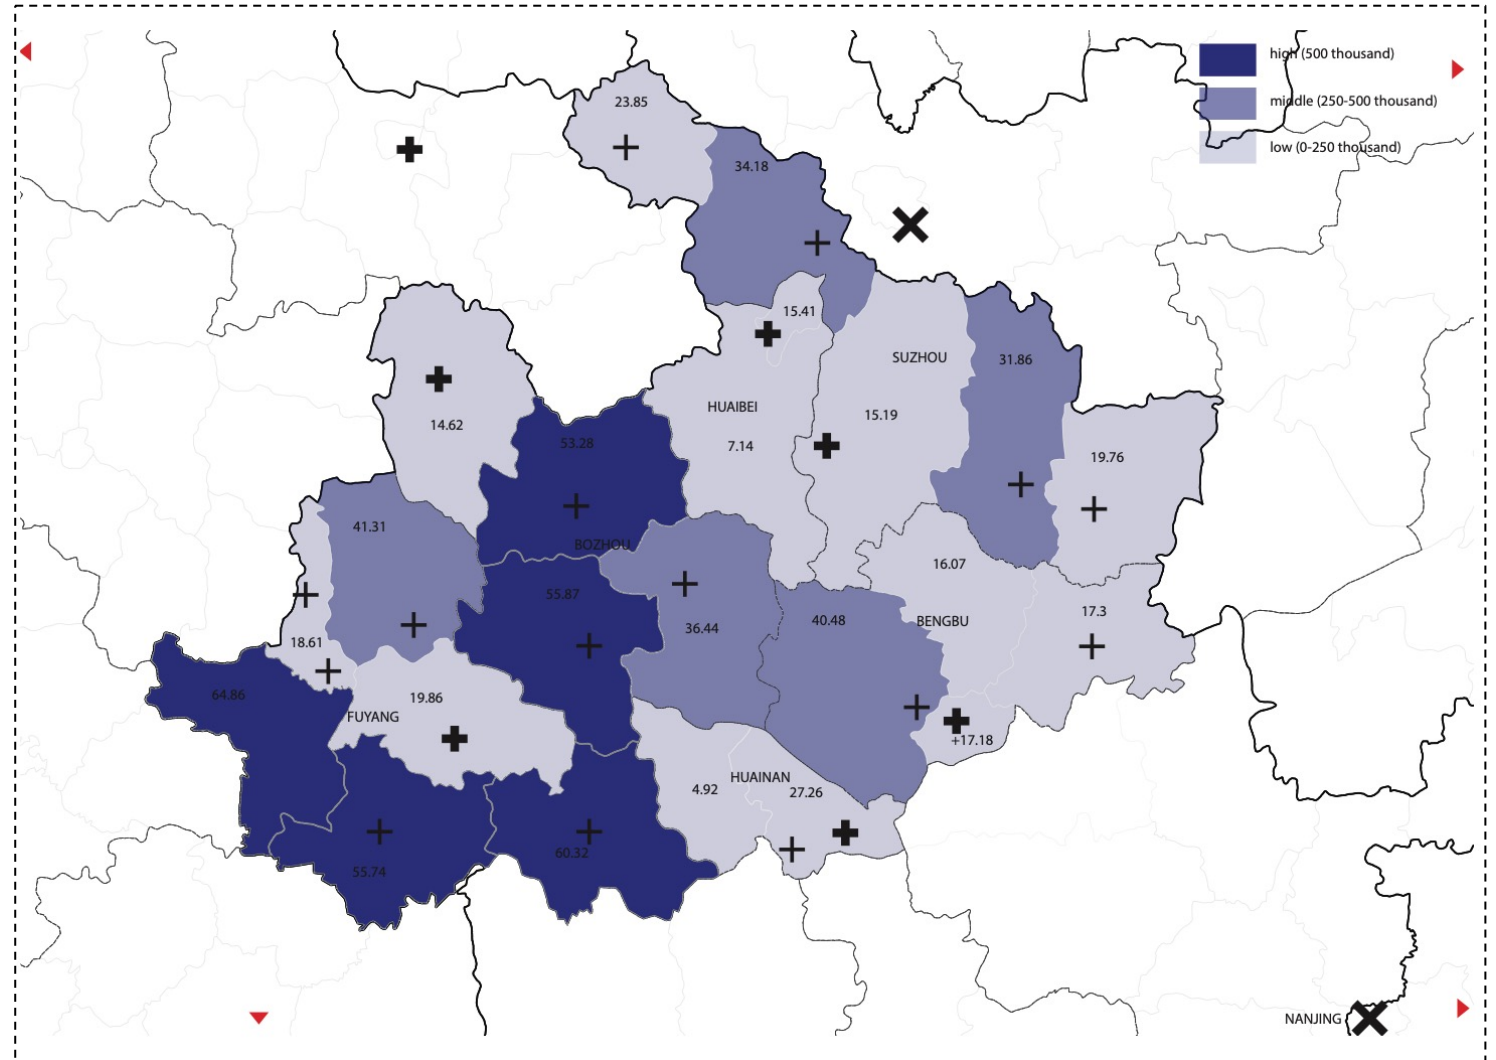 high (500 thousand)
middle (250-500 thousand)
low (0-250 thousand)
23.85
34.18
15.41
SUZHOU
31.86
HUAIBEI
15.19
14.62
53.28
7.14
19.76
41.31
BOZHOU
16.07
55.87
17.3
40.48
BENGBU
36.44
18.61
64.86
19.86
FUYANG
+17.18
HUAINAN
4.92
27.26
60.32
55.74
NANJING